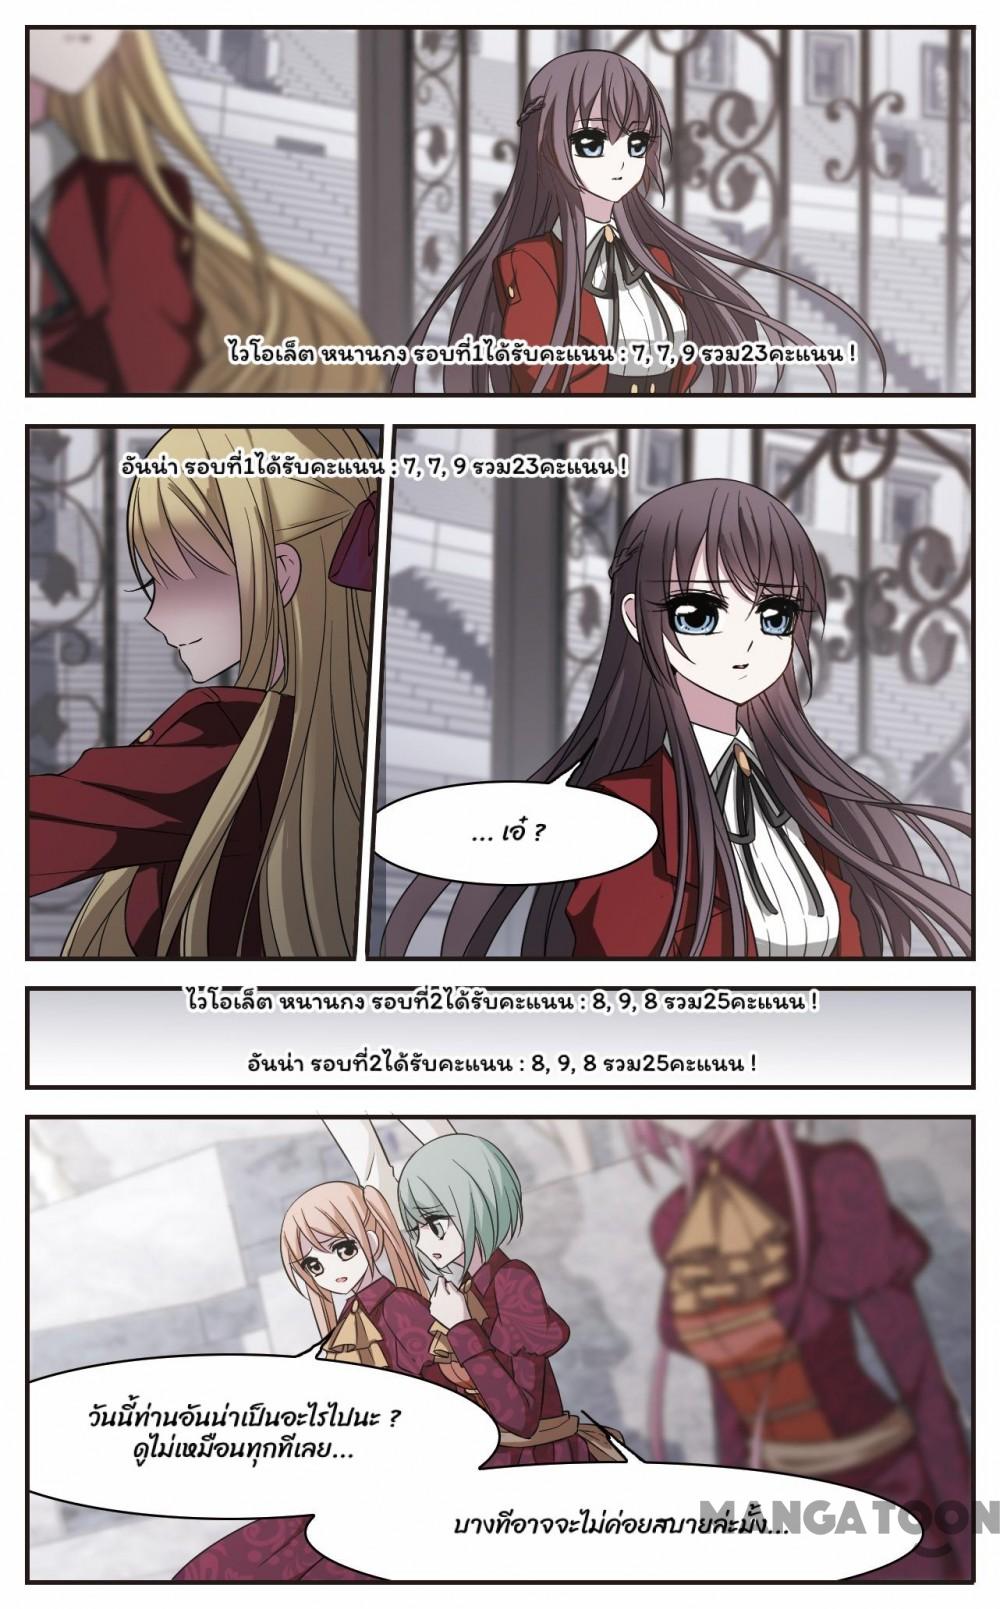 ไวโอเล็ต หนานกง รอบที่1ได้รับคะแนน : 7, 7, 9 รวม23คะแนน !
อันน่า รอบที่1ได้รับคะแนน : 7, 7, 9 รวม23คะแนน !
... เอ๋ ?
ไวโอเล็ต หนานกง รอบที่2ได้รับคะแนน : 8, 9, 8 รวม25คะแนน !
อันน่า รอบที่2ได้รับคะแนน : 8, 9, 8 รวม25คะแนน !
วันนี้ท่านอันน่าเป็นอะไรไปนะ ?
ดูไม่เหมือนทุกทีเลย...
บางทีอาจจะไม่ค่อยสบายล่ะมั้ง...
MANGATOON